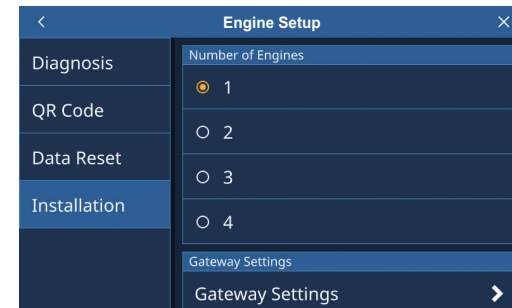 Engine Setup
Diagnosis
QR Code
Data Reset
Installation
Number of Engines
1
2
3
4
Gateway Settings
Gateway Settings